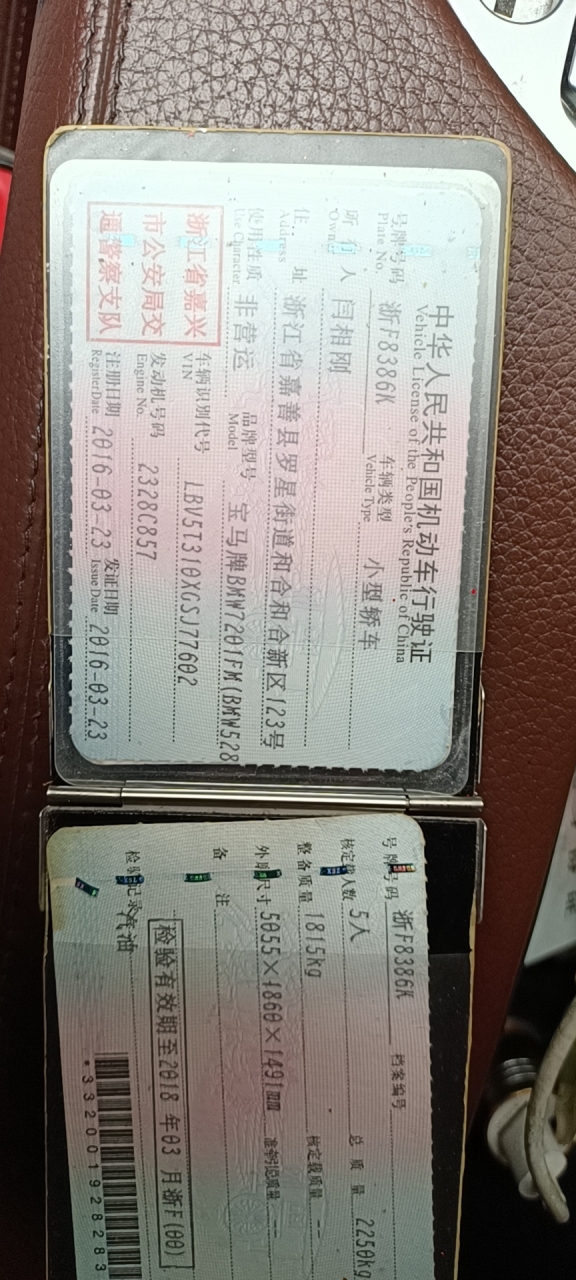 中华人民共和国机动车行驶证
Vehicle License of the People's Republic of China
号牌号码 浙F8386K 车辆类型 小型轿车
Plate No. Vehicle Type
所有人 闫相刚
Owner
住址 浙江省嘉善县罗星街道和合和合新区123号
Address
使用性质 非营运 品牌型号 宝马牌BMW7201FM(BMW528
Use Character Model
浙江省嘉兴
市公安局交
通警察支队
车辆识别代号 LBV5T310XGSJ77602
VIN
发动机号码 2328C857
Engine No.
注册日期 2016-03-23 发证日期 2016-03-23
Register Date Issue Date
号牌号码 浙F8386K 档案编号
核定载人数 5人 总质量 2250kg
整备质量 1815kg 核定载质量 --
外廓尺寸 5055×1860×1491mm 准牵引总质量 --
备注
检验有效期至2018年03月浙F(00)
检验记录 汽油
*332001928283